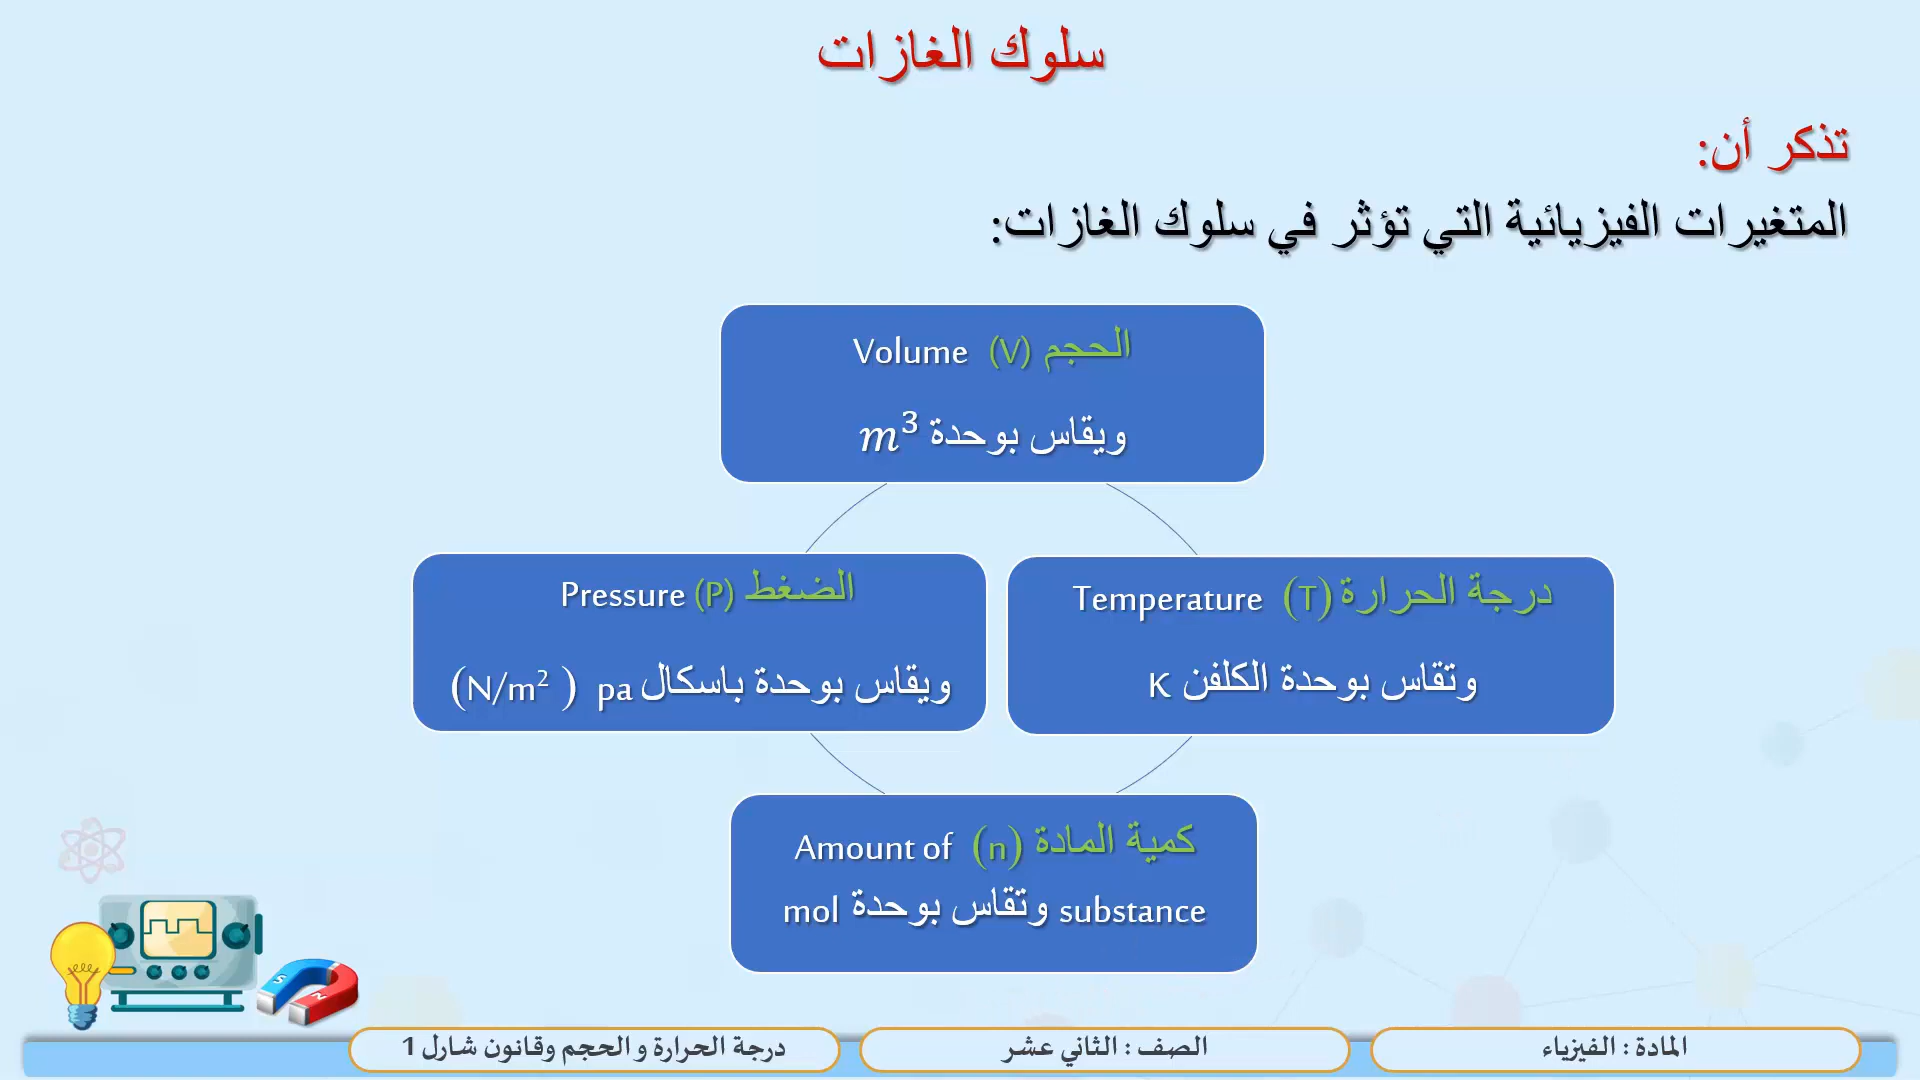 سلوك الغازات
تذكر أن:
المتغيرات الفيزيائية التي تؤثر في سلوك الغازات:
الحجم (V) Volume
ويقاس بوحدة m³
درجة الحرارة (T) Temperature
وتقاس بوحدة الكلفن K
الضغط (P) Pressure
ويقاس بوحدة باسكال pa (N/m²)
كمية المادة (n) Amount of
substance وتقاس بوحدة mol
المادة : الفيزياء
الصف : الثاني عشر
درجة الحرارة و الحجم وقانون شارل 1
S
N